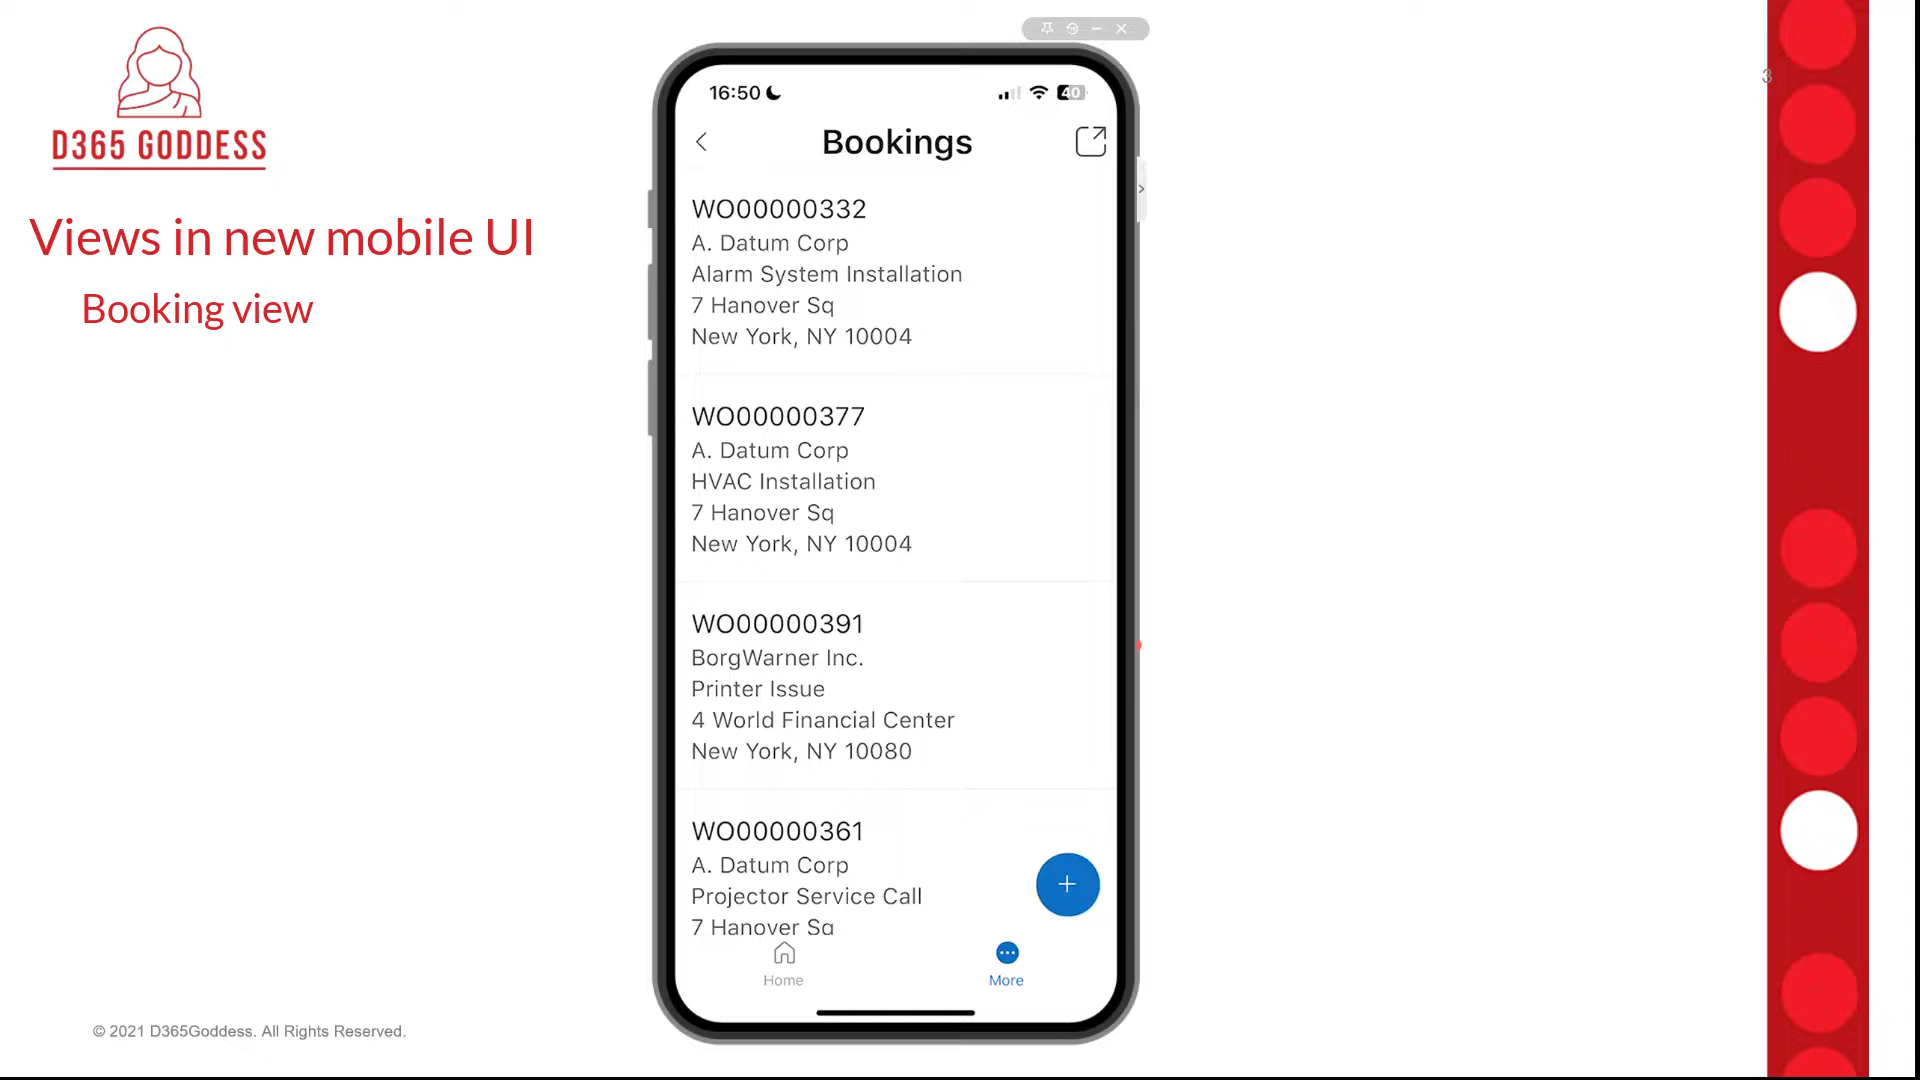 D365 GODDESS
Views in new mobile UI
Booking view
16:50
40
Bookings
WO00000332
A. Datum Corp
Alarm System Installation
7 Hanover Sq
New York, NY 10004
WO00000377
A. Datum Corp
HVAC Installation
7 Hanover Sq
New York, NY 10004
WO00000391
BorgWarner Inc.
Printer Issue
4 World Financial Center
New York, NY 10080
WO00000361
A. Datum Corp
Projector Service Call
7 Hanover Sq
Home
More
3
© 2021 D365Goddess. All Rights Reserved.